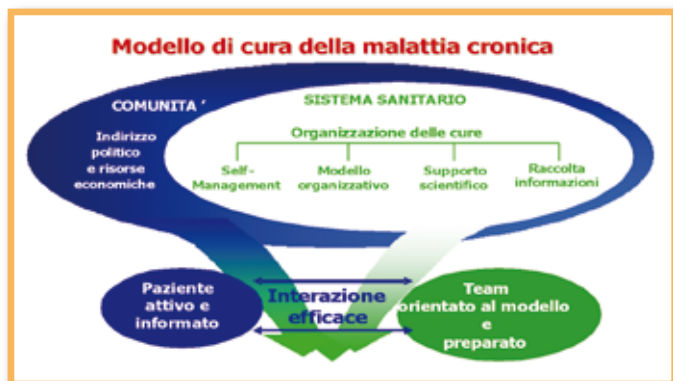 Modello di cura della malattia cronica
COMUNITA '
Indirizzo
politico
e risorse
economiche
SISTEMA SANITARIO
Organizzazione delle cure
Self-
Management
Modello
organizzativo
Supporto
scientifico
Raccolta
informazioni
Paziente
attivo e
informato
Interazione
efficace
Team
orientato al modello
e
preparato